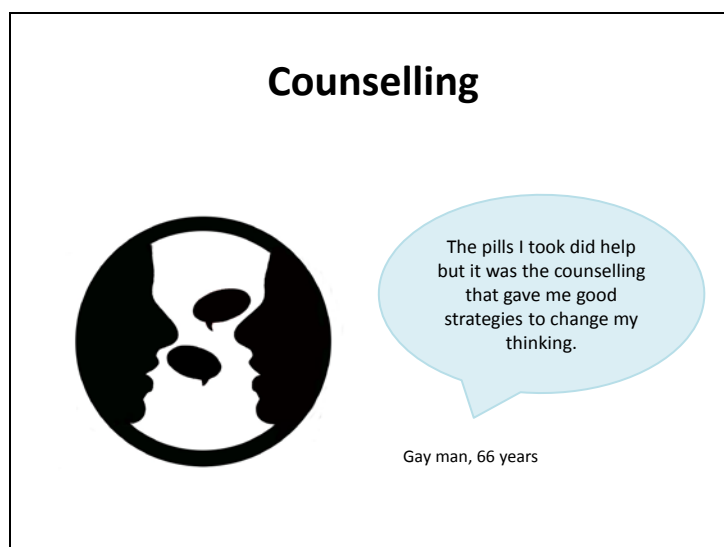 Counselling
The pills I took did help
but it was the counselling
that gave me good
strategies to change my
thinking.
Gay man, 66 years